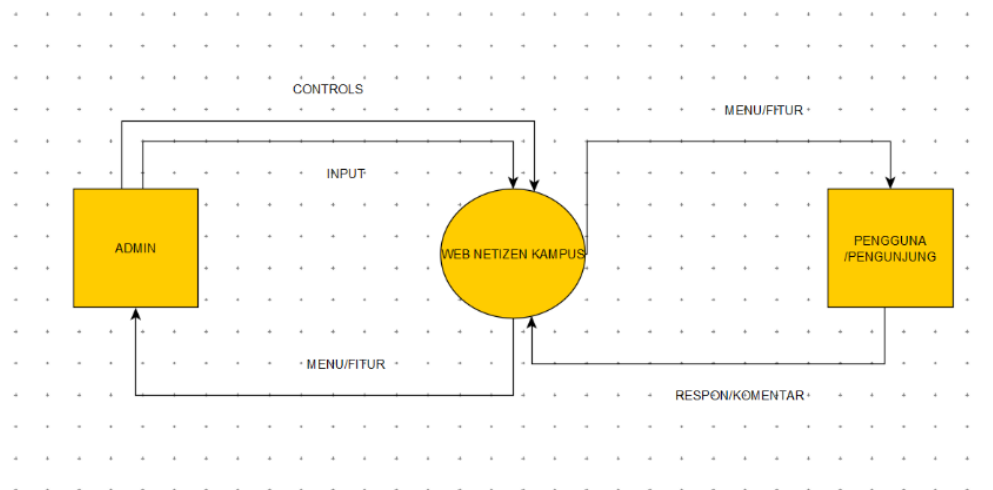 CONTROLS
MENU/FITUR
INPUT
ADMIN
WEB NETIZEN KAMPUS
PENGGUNA
/PENGUNJUNG
MENU/FITUR
RESPON/KOMENTAR